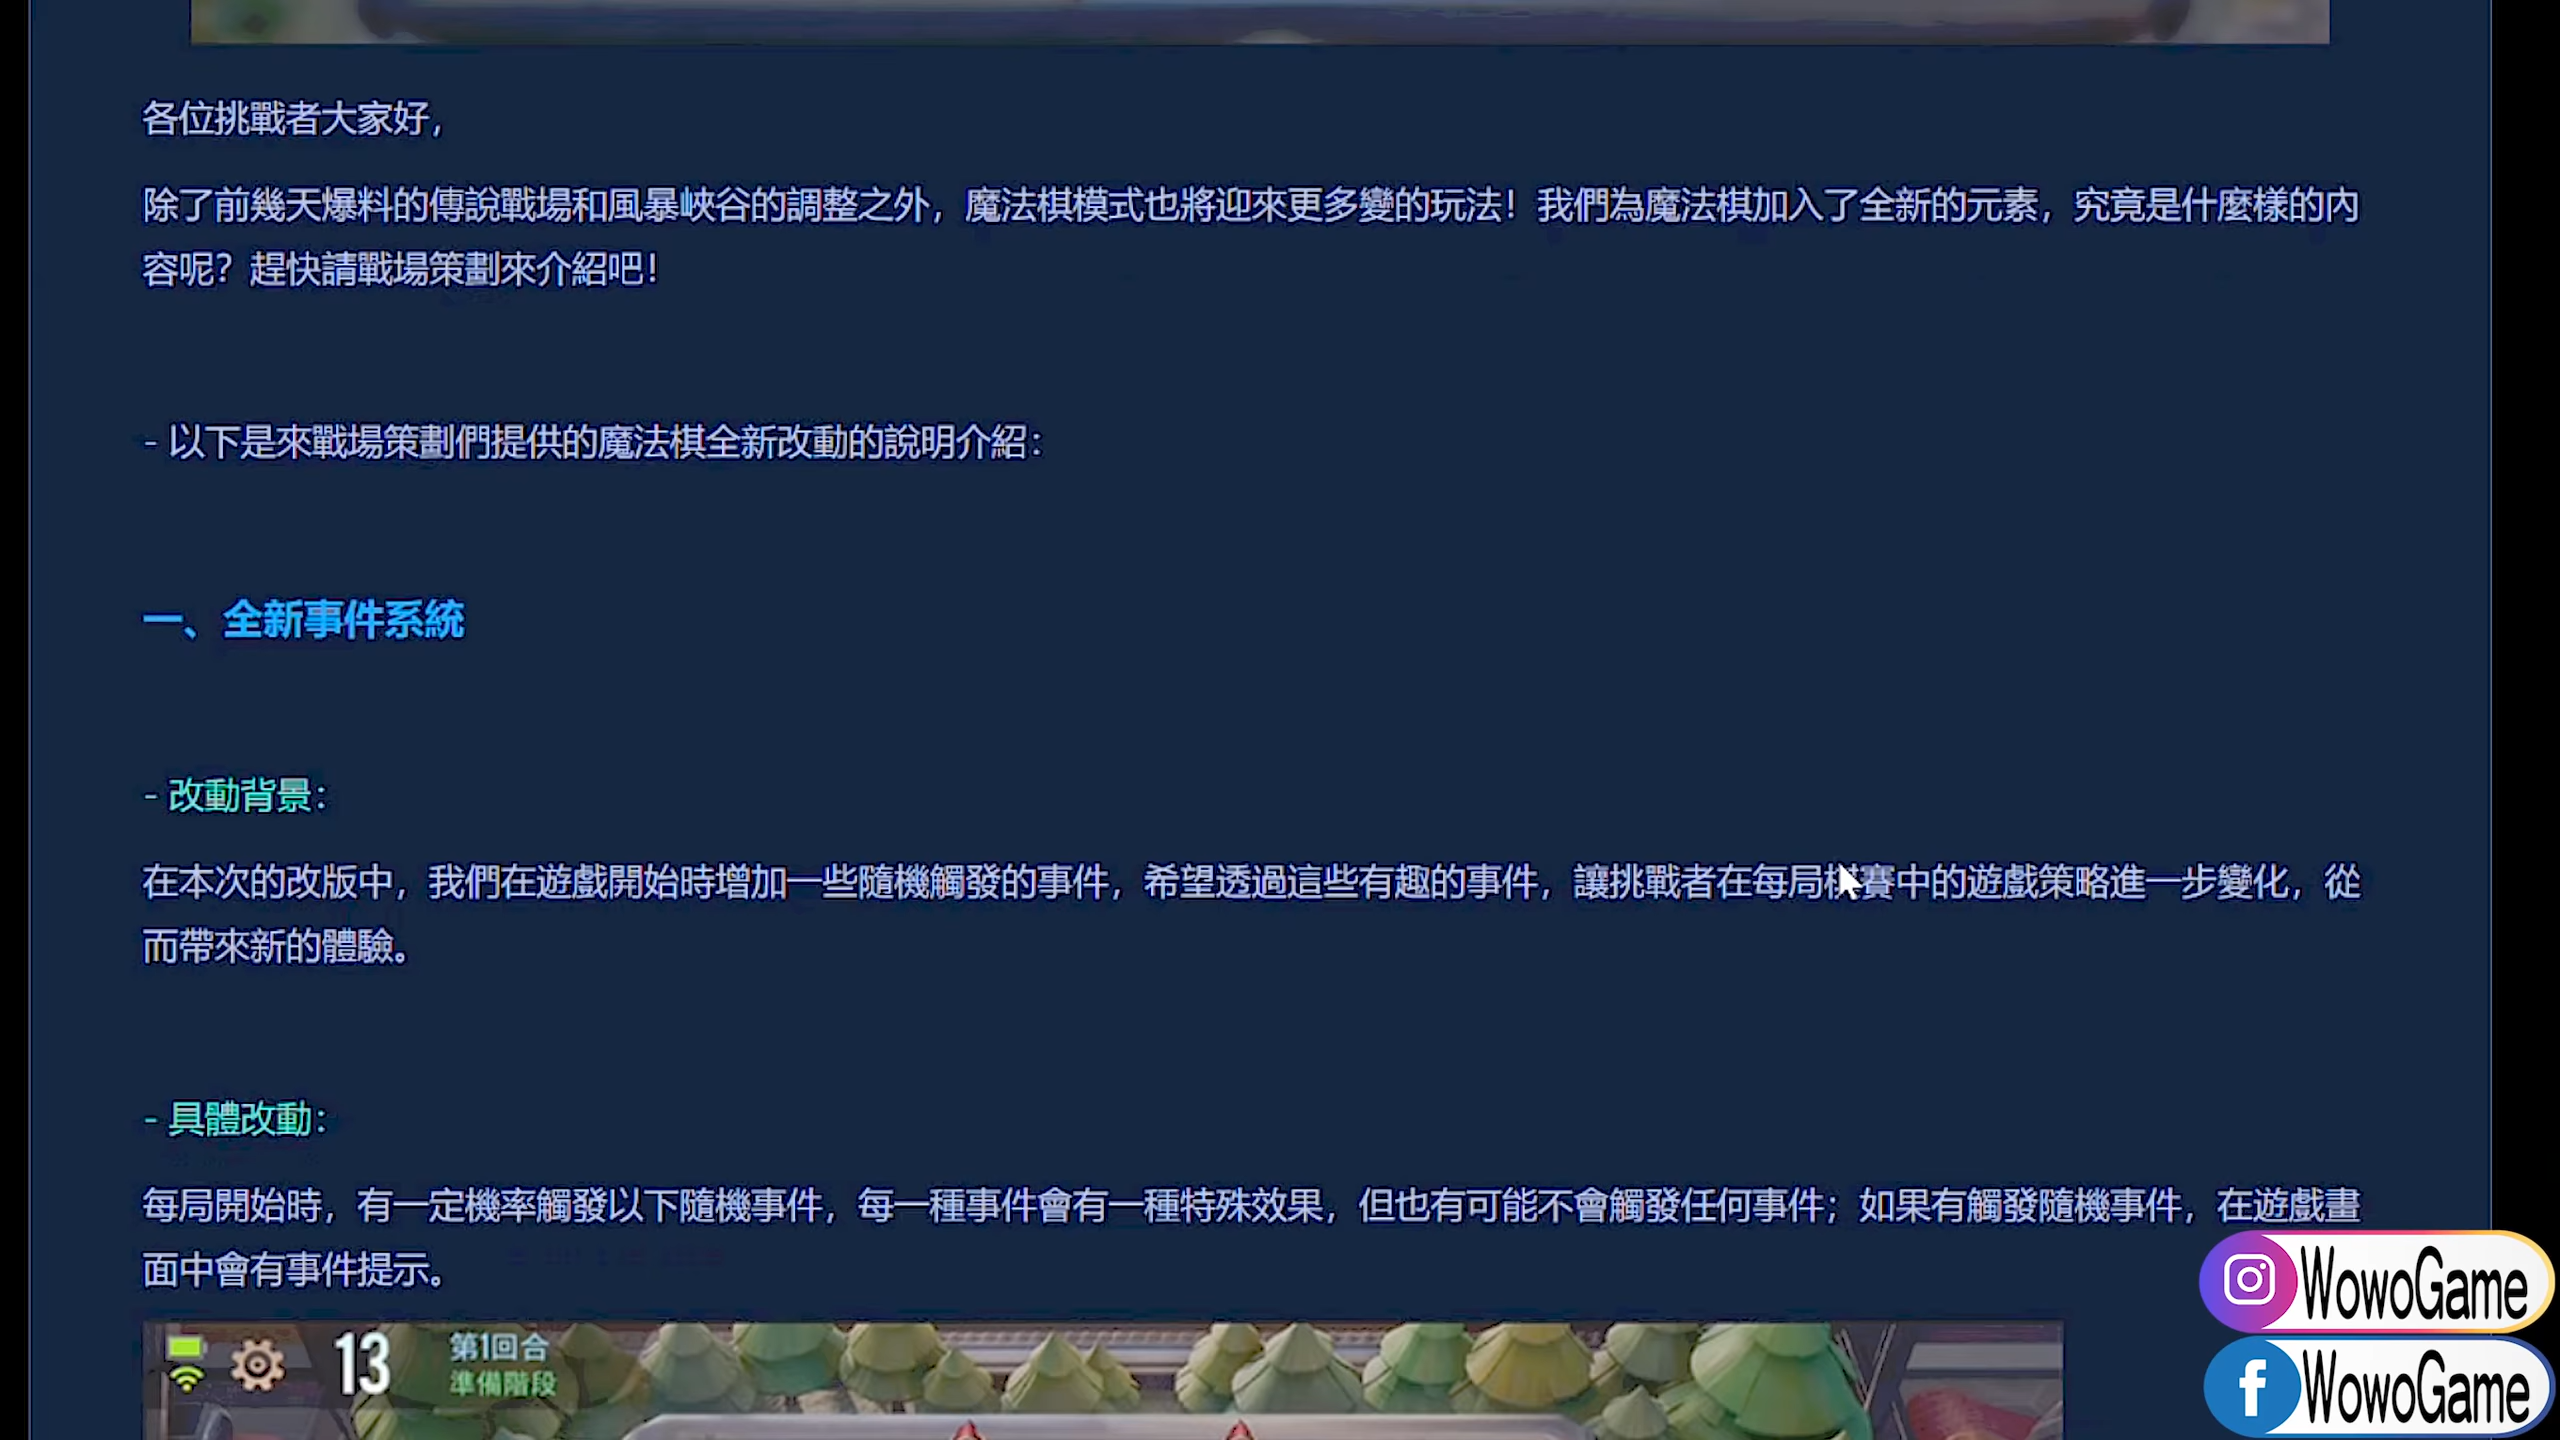 各位挑戰者大家好，
除了前幾天爆料的傳說戰場和風暴峽谷的調整之外，魔法棋模式也將迎來更多變的玩法！我們為魔法棋加入了全新的元素，究竟是什麼樣的內
容呢？趕快請戰場策劃來介紹吧！
- 以下是來戰場策劃們提供的魔法棋全新改動的說明介紹：
一、全新事件系統
- 改動背景：
在本次的改版中，我們在遊戲開始時增加一些隨機觸發的事件，希望透過這些有趣的事件，讓挑戰者在每局棋賽中的遊戲策略進一步變化，從
而帶來新的體驗。
- 具體改動：
每局開始時，有一定機率觸發以下隨機事件，每一種事件會有一種特殊效果，但也有可能不會觸發任何事件；如果有觸發隨機事件，在遊戲畫
面中會有事件提示。
WowoGame
13 第1回合
準備階段
WowoGame